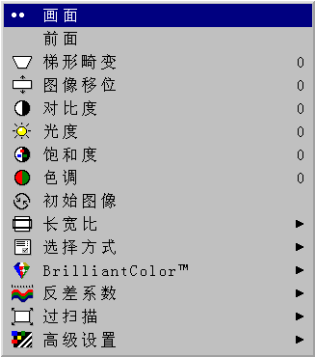 画面
前面
梯形畸变 0
图像移位 0
对比度 0
光度 0
饱和度 0
色调 0
初始图像
长宽比
选择方式
BrilliantColor™
反差系数
过扫描
高级设置